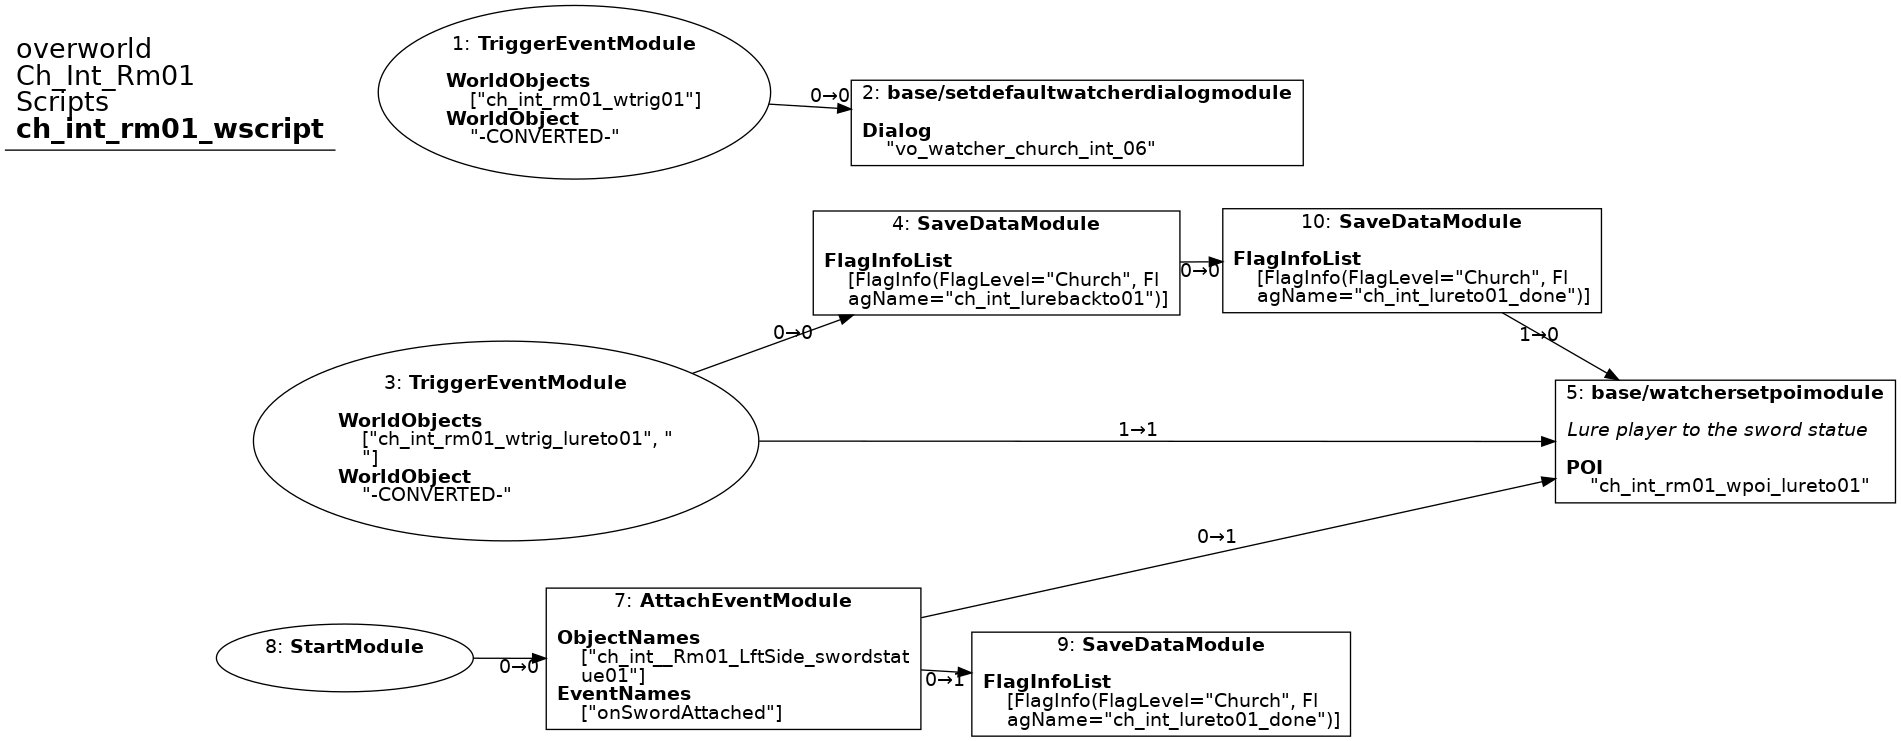 overworld
Ch_Int_Rm01
Scripts
ch_int_rm01_wscript
1: TriggerEventModule
WorldObjects
["ch_int_rm01_wtrig01"]
WorldObject
"-CONVERTED-"
0→0
2: base/setdefaultwatcherdialogmodule
Dialog
"vo_watcher_church_int_06"
4: SaveDataModule
FlagInfoList
[FlagInfo(FlagLevel="Church", Fl
agName="ch_int_lurebackto01")]
0→0
10: SaveDataModule
FlagInfoList
[FlagInfo(FlagLevel="Church", Fl
agName="ch_int_lureto01_done")]
0→0
1→0
3: TriggerEventModule
WorldObjects
["ch_int_rm01_wtrig_lureto01", "
"]
WorldObject
"-CONVERTED-"
1→1
5: base/watchersetpoimodule
Lure player to the sword statue
POI
"ch_int_rm01_wpoi_lureto01"
0→1
8: StartModule
0→0
7: AttachEventModule
ObjectNames
["ch_int__Rm01_LftSide_swordstat
ue01"]
EventNames
["onSwordAttached"]
0→1
9: SaveDataModule
FlagInfoList
[FlagInfo(FlagLevel="Church", Fl
agName="ch_int_lureto01_done")]